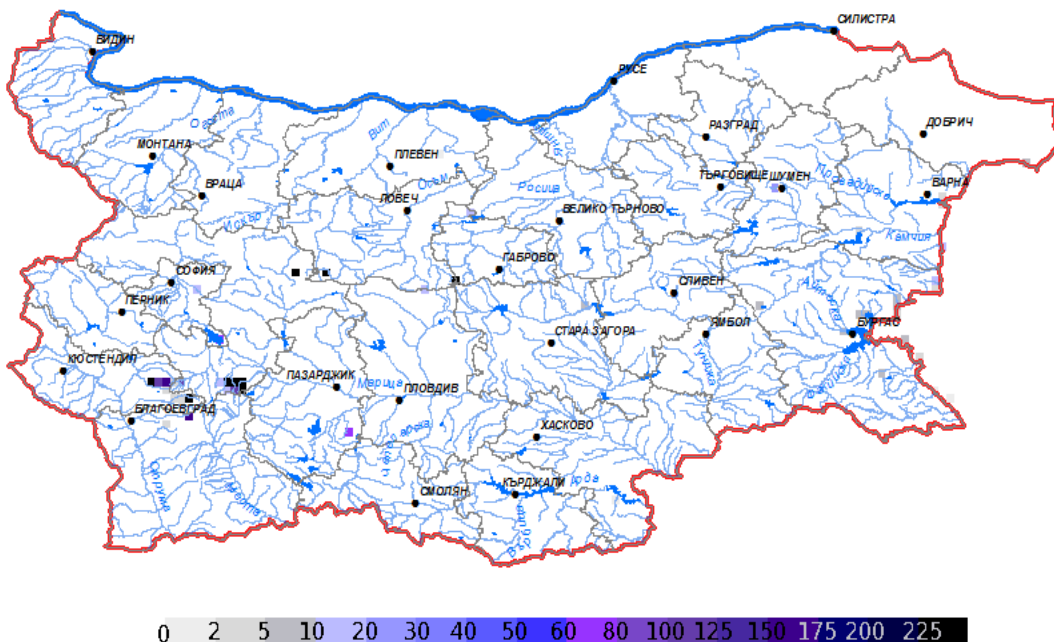 СИЛИСТРА
ВИДИН
РУСЕ
Огоста
Вит
РАЗГРАД
ДОБРИЧ
МОНТАНА
ПЛЕВЕН
ТЪРГОВИЩЕ
ШУМЕН
Провадийска
ВРАЦА
Осъм
Росица
ВАРНА
ЛОВЕЧ
ВЕЛИКО ТЪРНОВО
Искър
Камчия
СОФИЯ
ГАБРОВО
СЛИВЕН
ПЕРНИК
СТАРА ЗАГОРА
ЯМБОЛ
БУРГАС
КЮСТЕНДИЛ
ПАЗАРДЖИК
Марица
ПЛОВДИВ
Тунджа
БЛАГОЕВГРАД
ХАСКОВО
Струма
Места
СМОЛЯН
КЪРДЖАЛИ
Арда
0 2 5 10 20 30 40 50 60 80 100 125 150 175 200 225